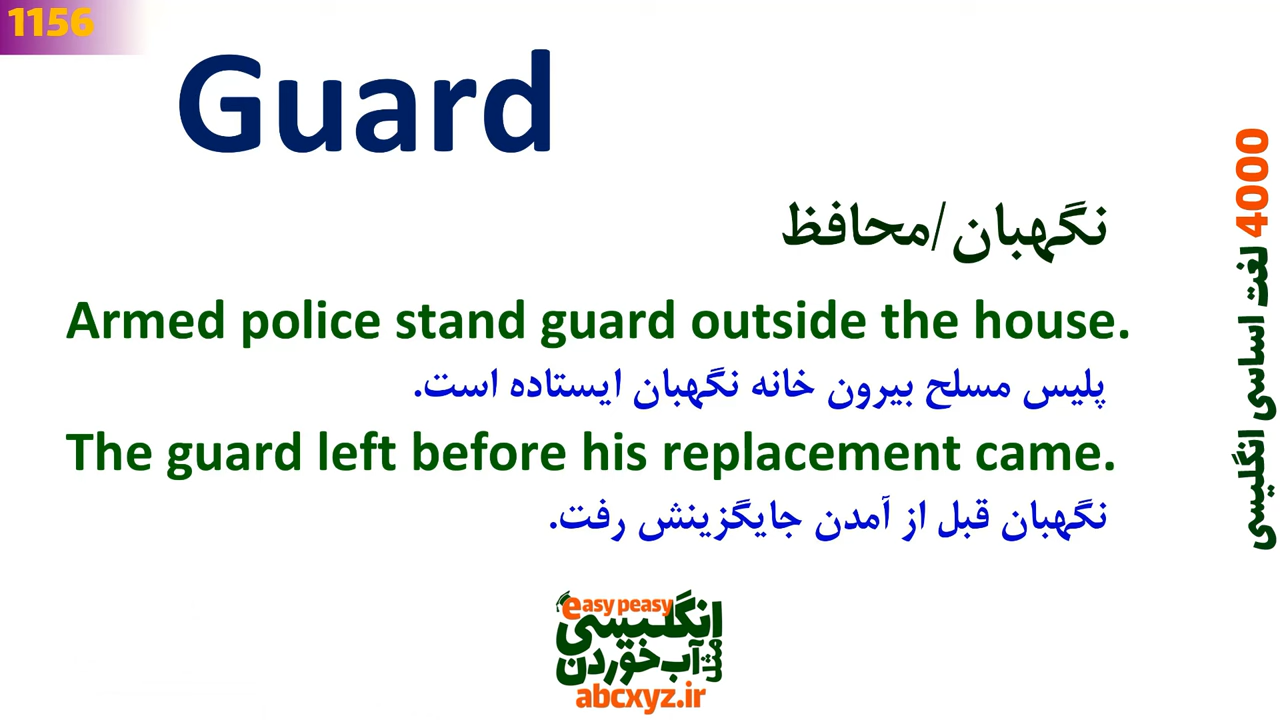 1156
Guard
نگهبان/محافظ
Armed police stand guard outside the house.
پلیس مسلح بیرون خانه نگهبان ایستاده است.
The guard left before his replacement came.
نگهبان قبل از آمدن جایگزینش رفت.
4000 لغت اساسی انگلیسی
easy peasy
انگلیسی
مثل آب خوردن
abcxyz.ir